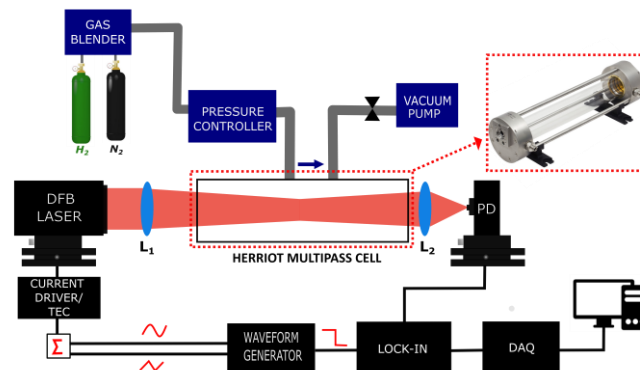 GAS
BLENDER
H₂
N₂
PRESSURE
CONTROLLER
VACUUM
PUMP
DFB
LASER
L₁
L₂
PD
HERRIOT MULTIPASS CELL
CURRENT
DRIVER/
TEC
Σ
WAVEFORM
GENERATOR
LOCK-IN
DAQ